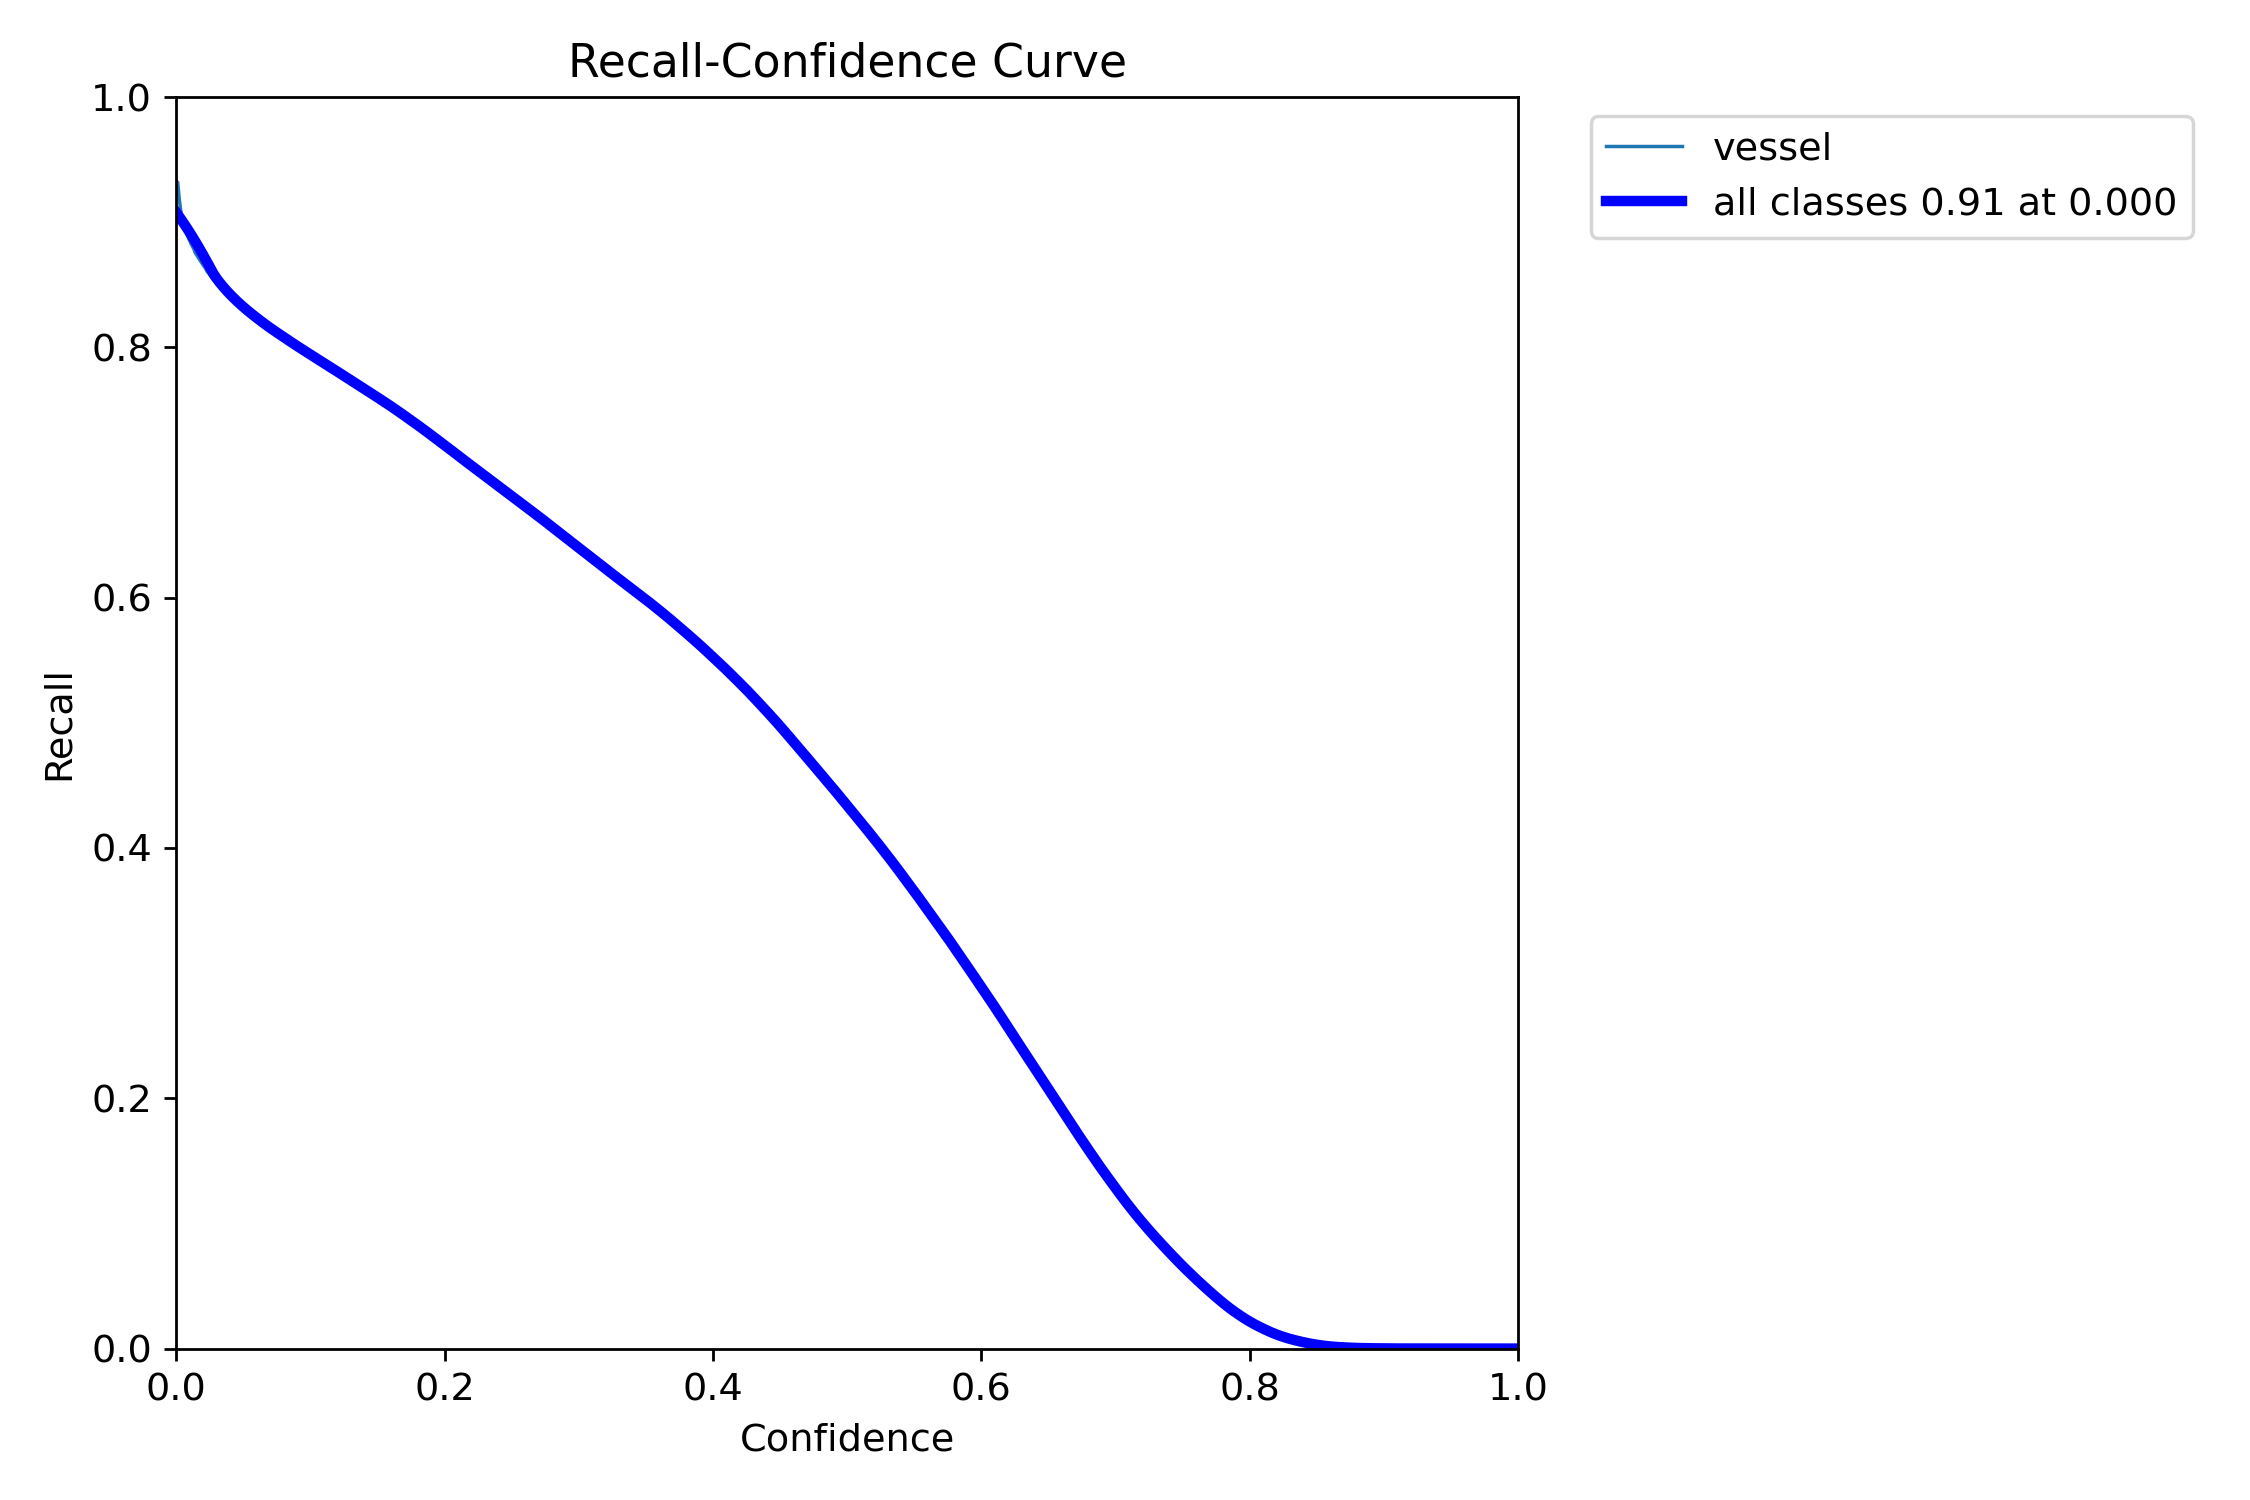 Recall-Confidence Curve
1.0
0.8
0.6
0.4
0.2
0.0
Recall
0.0 0.2 0.4 0.6 0.8 1.0
Confidence
vessel
all classes 0.91 at 0.000